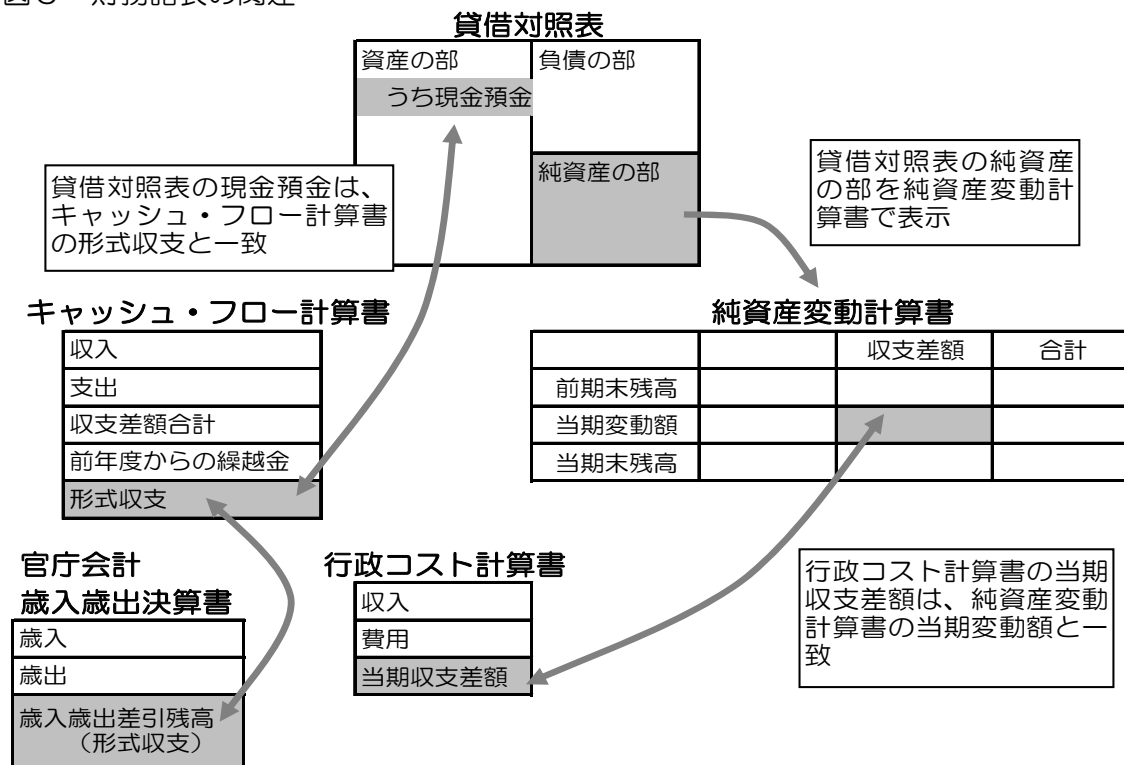 貸借対照表
資産の部
負債の部
うち現金預金
純資産の部
貸借対照表の現金預金は、
キャッシュ・フロー計算書
の形式収支と一致
貸借対照表の純資産
の部を純資産変動計
算書で表示
キャッシュ・フロー計算書
収入
支出
収支差額合計
前年度からの繰越金
形式収支
純資産変動計算書
収支差額
合計
前期末残高
当期変動額
当期末残高
官庁会計
歳入歳出決算書
歳入
歳出
歳入歳出差引残高
（形式収支）
行政コスト計算書
収入
費用
当期収支差額
行政コスト計算書の当期
収支差額は、純資産変動
計算書の当期変動額と一
致